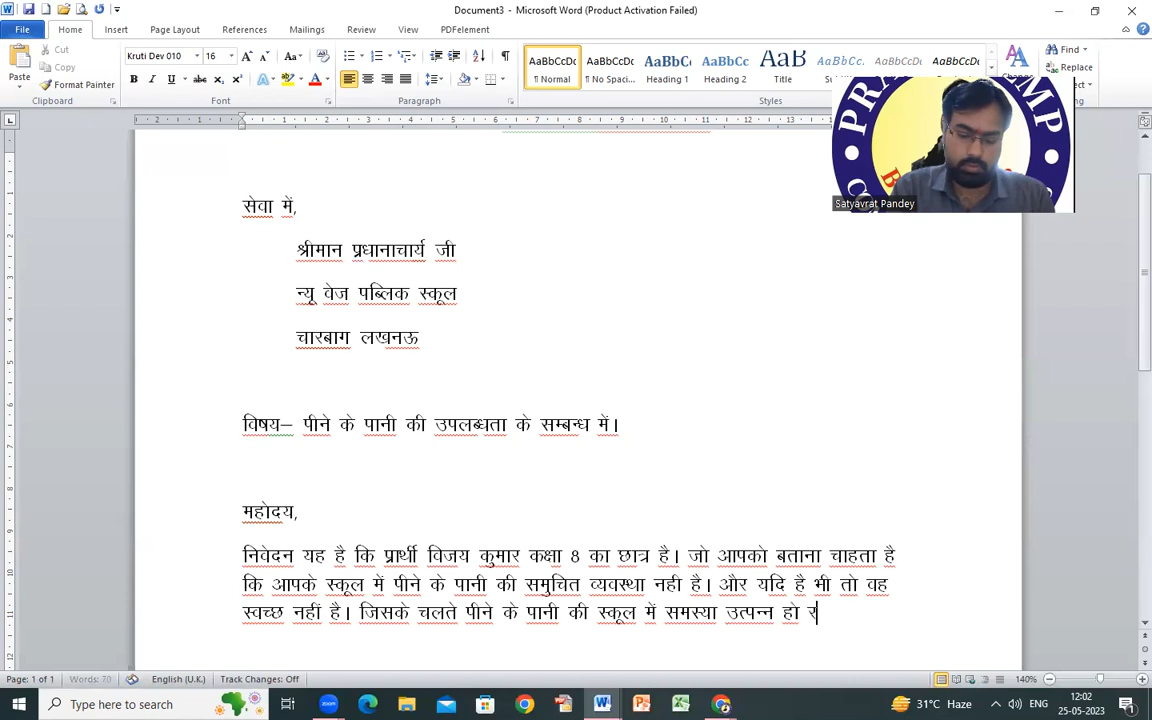 Document3 - Microsoft Word (Product Activation Failed)
File Home Insert Page Layout References Mailings Review View PDFelement
Cut Kruti Dev 010 16 Find
Copy Replace
Paste Format Painter
AaBbCcDc AaBbCcDc AaBbC AaBbCc AaB AaBbCc. AaBbCcDc AaBbCcDc
¶ Normal ¶ No Spaci... Heading 1 Heading 2 Title
Clipboard Font Paragraph Styles
PRA EMP
Satyavrat Pandey
सेवा में,
श्रीमान प्रधानाचार्य जी
न्यू वेज पब्लिक स्कूल
चारबाग लखनऊ
विषय– पीने के पानी की उपलब्धता के सम्बन्ध में।
महोदय,
निवेदन यह है कि प्रार्थी विजय कुमार कक्षा 8 का छात्र है। जो आपको बताना चाहता है
कि आपके स्कूल में पीने के पानी की समुचित व्यवस्था नही है। और यदि है भी तो वह
स्वच्छ नहीं है। जिसके चलते पीने के पानी की स्कूल में समस्या उत्पन्न हो र
Page: 1 of 1 Words: 70 English (U.K.) Track Changes: Off 140%
Type here to search 31°C Haze ENG 12:02
25-05-2023